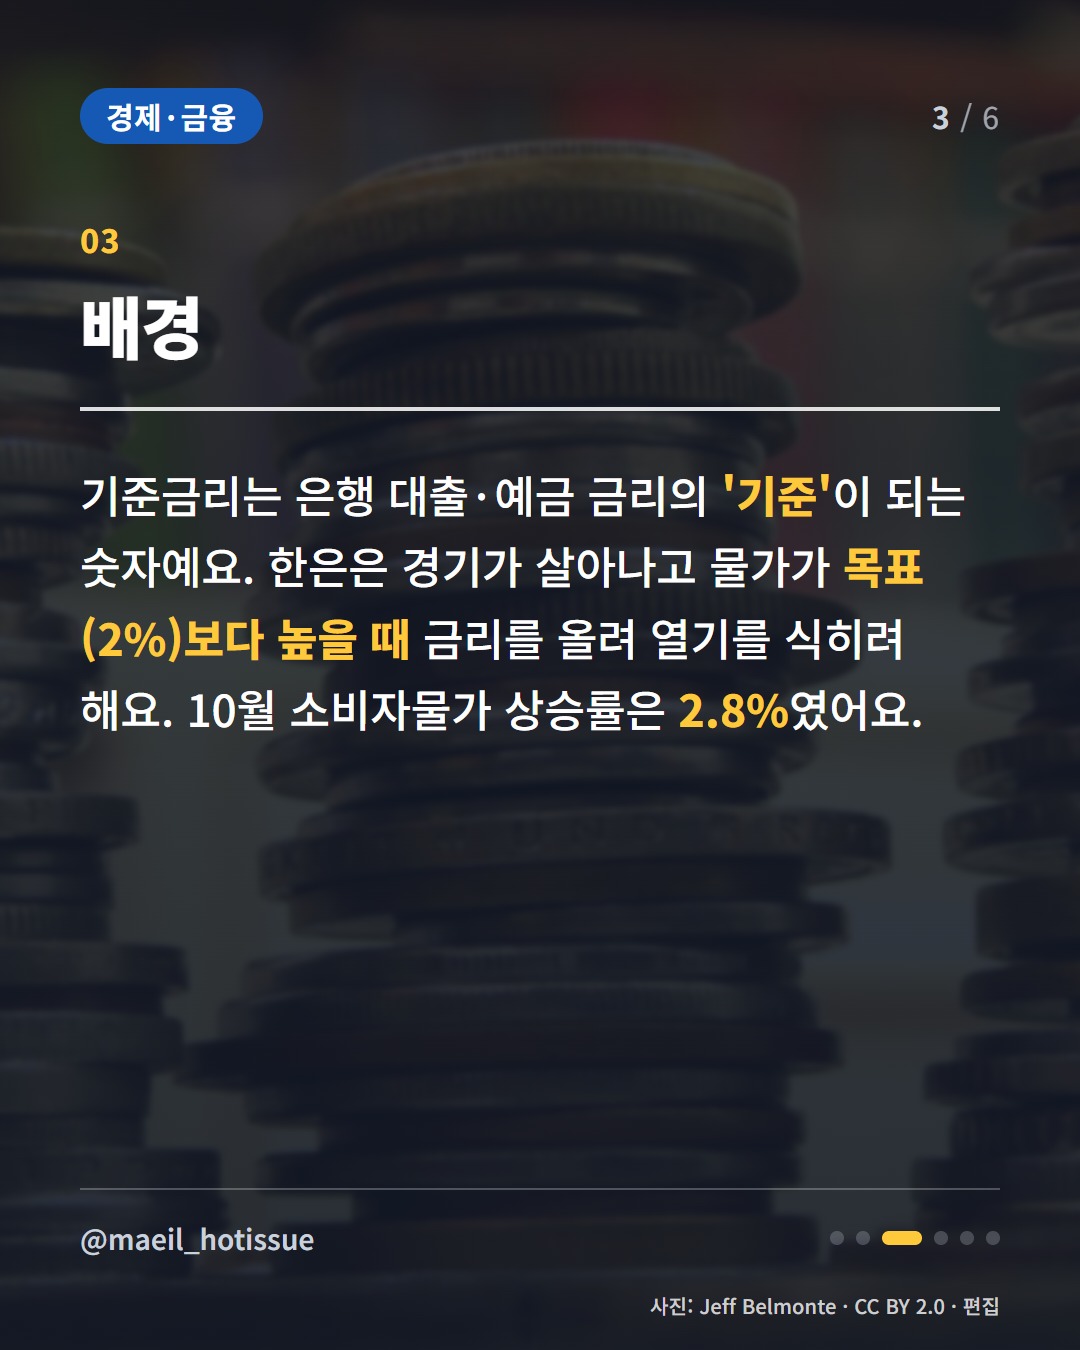 경제·금융
3 / 6
03
배경
기준금리는 은행 대출·예금 금리의 '기준'이 되는
숫자예요. 한은은 경기가 살아나고 물가가 목표
(2%)보다 높을 때 금리를 올려 열기를 식히려
해요. 10월 소비자물가 상승률은 2.8%였어요.
@maeil_hotissue
사진: Jeff Belmonte · CC BY 2.0 · 편집